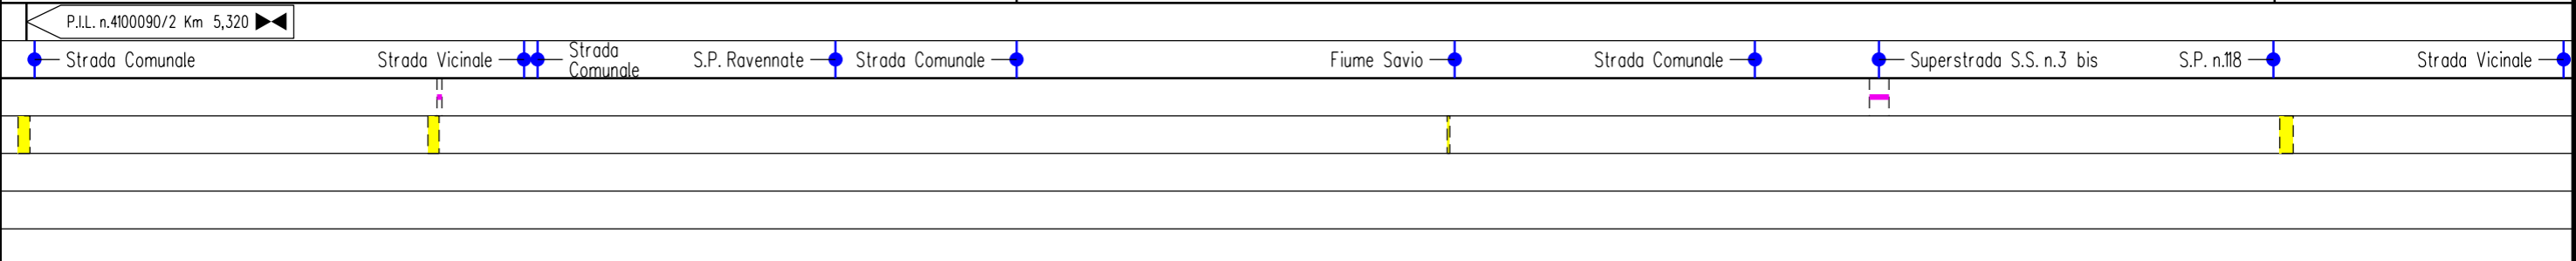 P.I.L. n.4100090/2 Km 5,320
Strada Comunale
Strada Vicinale
Strada
Comunale
S.P. Ravennate
Strada Comunale
Fiume Savio
Strada Comunale
Superstrada S.S. n.3 bis
S.P. n.118
Strada Vicinale